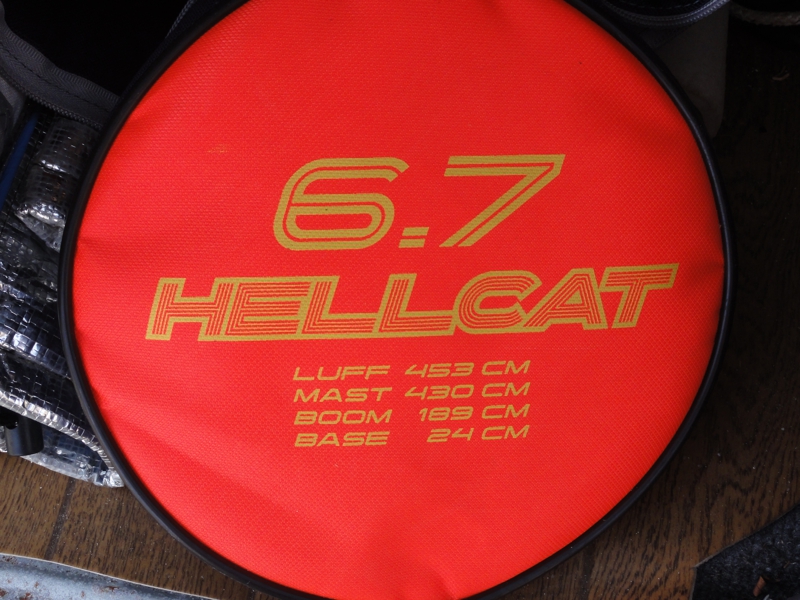 6.7
HELLCAT
LUFF 453 CM
MAST 430 CM
BOOM 189 CM
BASE 24 CM